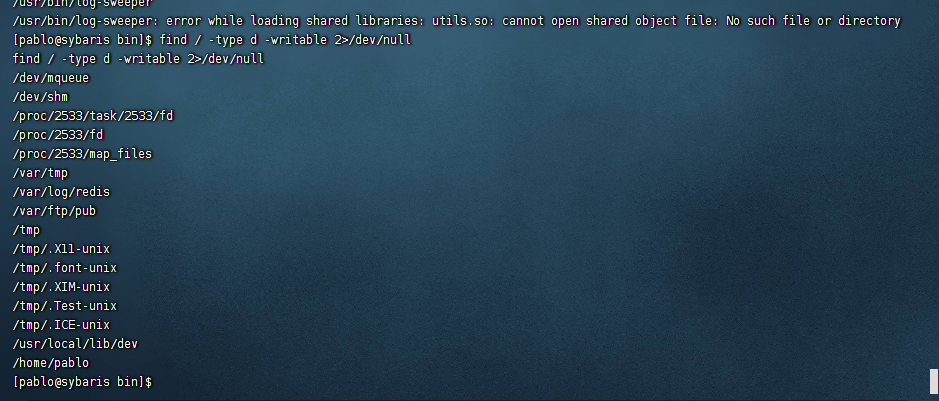 /usr/bin/log-sweeper
/usr/bin/log-sweeper: error while loading shared libraries: utils.so: cannot open shared object file: No such file or directory
[pablo@sybaris bin]$ find / -type d -writable 2>/dev/null
find / -type d -writable 2>/dev/null
/dev/mqueue
/dev/shm
/proc/2533/task/2533/fd
/proc/2533/fd
/proc/2533/map_files
/var/tmp
/var/log/redis
/var/ftp/pub
/tmp
/tmp/.X11-unix
/tmp/.font-unix
/tmp/.XIM-unix
/tmp/.Test-unix
/tmp/.ICE-unix
/usr/local/lib/dev
/home/pablo
[pablo@sybaris bin]$